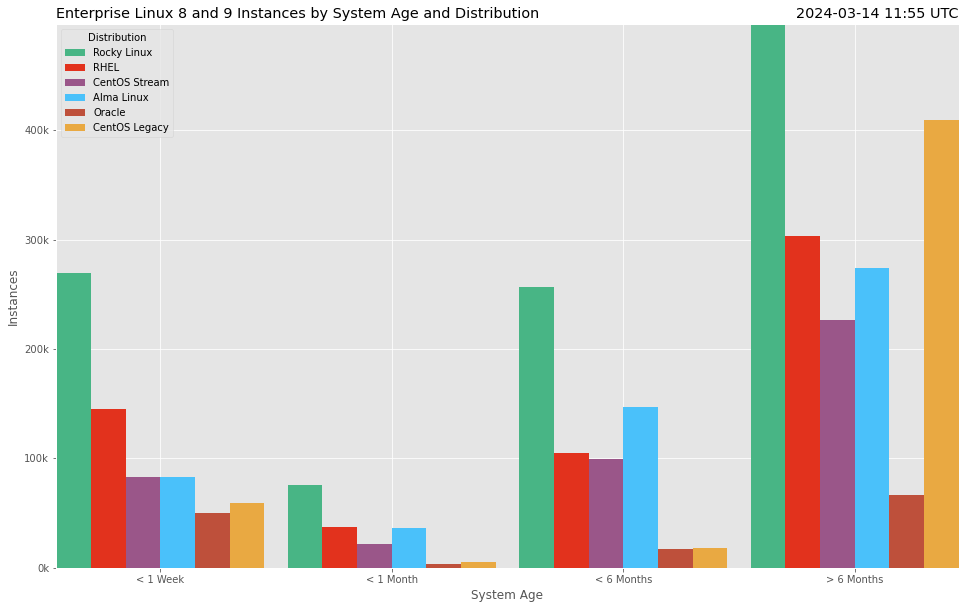 Enterprise Linux 8 and 9 Instances by System Age and Distribution
2024-03-14 11:55 UTC
Distribution
Rocky Linux
RHEL
CentOS Stream
Alma Linux
Oracle
CentOS Legacy
400k
300k
200k
100k
0k
Instances
< 1 Week
< 1 Month
< 6 Months
> 6 Months
System Age